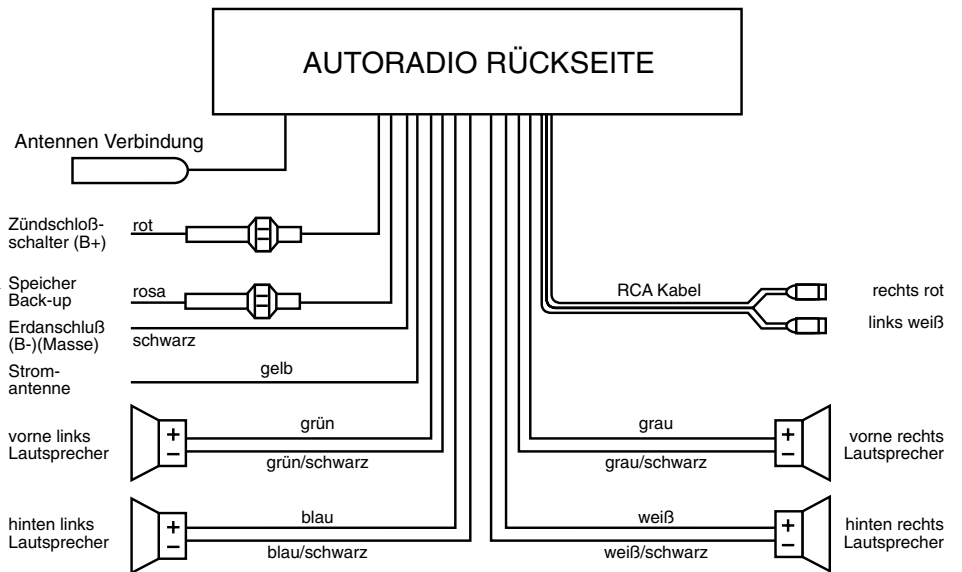 AUTORADIO RÜCKSEITE
Antennen Verbindung
Zündschloß-
schalter (B+)
rot
Speicher
Back-up
rosa
RCA Kabel
rechts rot
links weiß
Erdanschluß
(B-)(Masse)
schwarz
Strom-
antenne
gelb
vorne links
Lautsprecher
+
−
grün
grün/schwarz
grau
grau/schwarz
+
−
vorne rechts
Lautsprecher
hinten links
Lautsprecher
+
−
blau
blau/schwarz
weiß
weiß/schwarz
+
−
hinten rechts
Lautsprecher